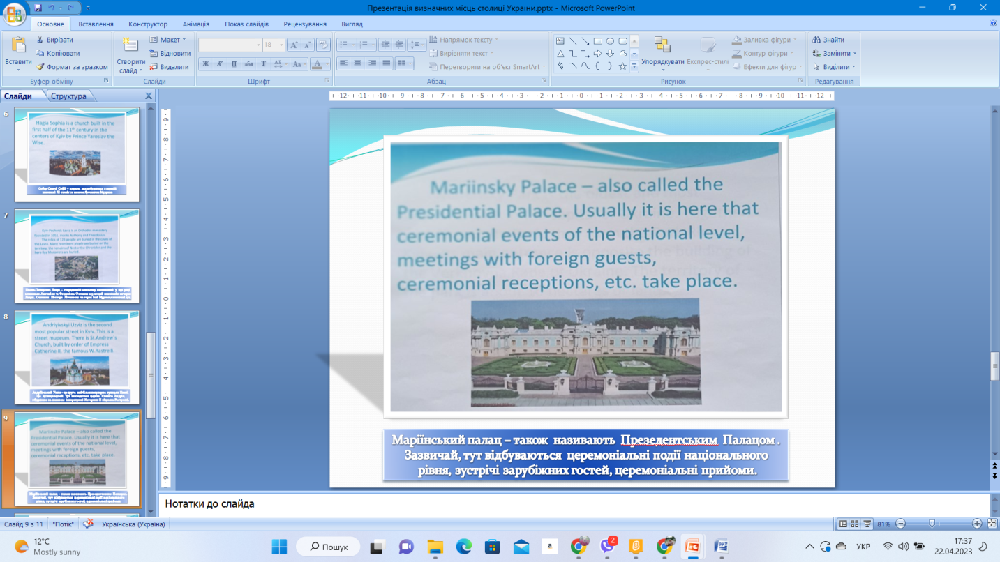 Презентація визначних місць столиці України.pptx - Microsoft PowerPoint
Основне Вставлення Конструктор Анімація Показ слайдів Рецензування Вигляд
Вставити
Вирізати
Копіювати
Формат за зразком
Буфер обміну
Створити слайд
Макет
Відновити
Видалити
Слайди
18
Шрифт
Напрямок тексту
Вирівняти текст
Перетворити на об'єкт SmartArt
Абзац
Упорядкувати
Експрес-стилі
Заливка фігури
Контур фігури
Ефекти для фігур
Рисунок
Знайти
Замінити
Виділити
Редагування
Слайди Структура
6
Hagia Sophia is a church built in the
first half of the 11th century in the
centers of Kyiv by Prince Yaroslav the
Wise.
7
8
Andriyivskyi Uzviz is the second
most popular street in Kyiv. This is a
street mupeum. There is St.Andrew's
Church, built by order of Empress
Catherine II, the famous W.Rastrelli.
9
Mariinsky Palace – also called the
Presidential Palace. Usually it is here that
ceremonial events of the national level,
meetings with foreign guests,
ceremonial receptions, etc. take place.
Mariinsky Palace – also called the
Presidential Palace. Usually it is here that
ceremonial events of the national level,
meetings with foreign guests,
ceremonial receptions, etc. take place.
Маріїнський палац – також називають Президентським Палацом .
Зазвичай, тут відбуваються церемоніальні події національного
рівня, зустрічі зарубіжних гостей, церемоніальні прийоми.
Нотатки до слайда
Слайд 9 з 11 "Потік" Українська (Україна) 81%
12°C
Mostly sunny
Пошук
2
УКР
17:37
22.04.2023